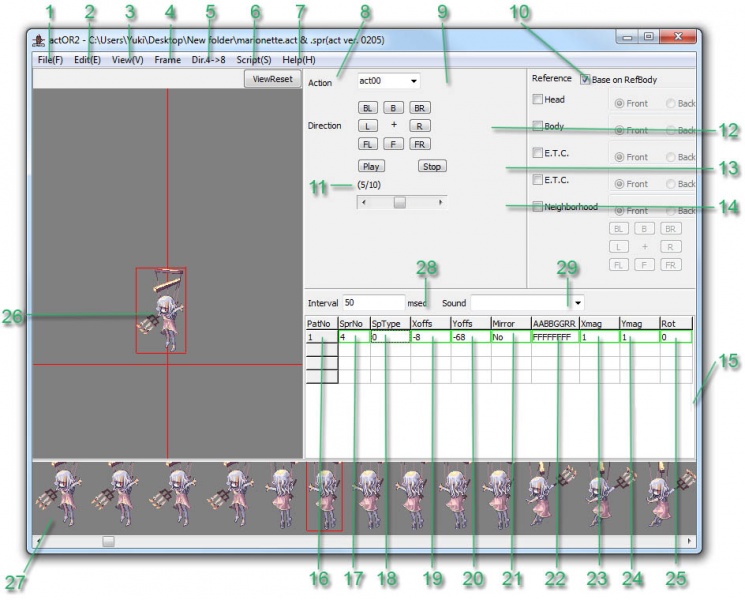 1 2 3 4 5 6 7 8 9 10
actOR2 - C:\Users\Yuki\Desktop\New folder\marionette.act & .spr(act ver. 0205)
File(F) Edit(E) View(V) Frame Dir.4->8 Script(S) Help(H)
ViewReset
Action act00
Direction
BL B BR
L + R
FL F FR
Play Stop
11 (5/10)
Reference Base on RefBody
Head Front Back
Body Front Back 12
E.T.C. Front Back 13
E.T.C. Front Back
Neighborhood Front Back 14
BL B BR
L + R
FL F FR
28 29
Interval 50 msec Sound
26
PatNo SprNo SpType Xoffs Yoffs Mirror AABBGGRR Xmag Ymag Rot
1 4 0 -8 -68 No FFFFFFFF 1 1 0
15
27 16 17 18 19 20 21 22 23 24 25